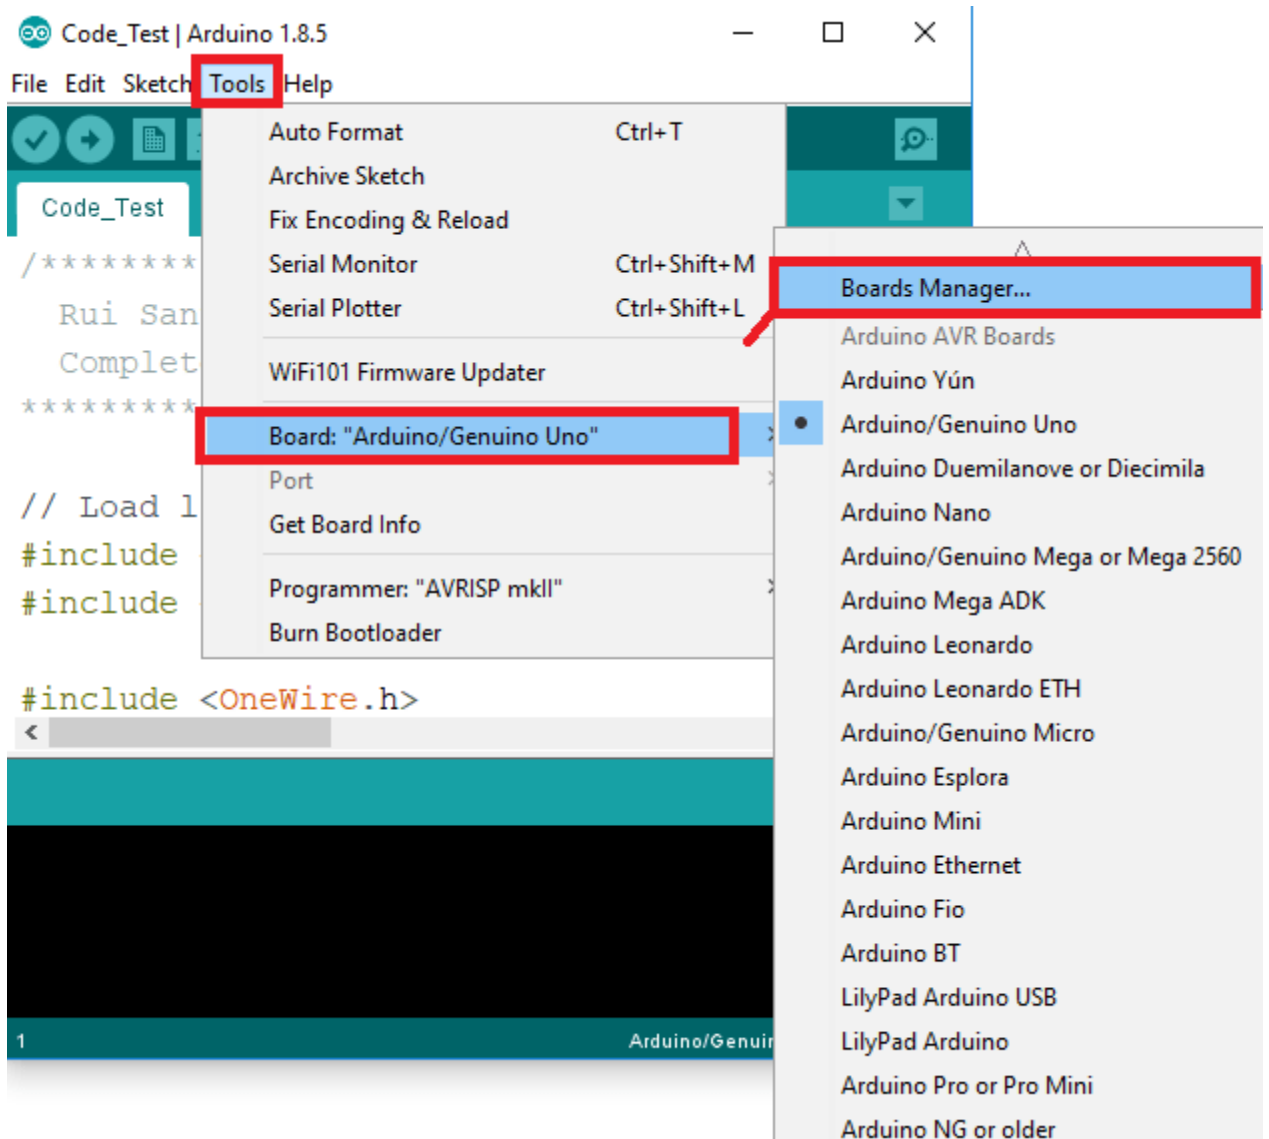 Code_Test | Arduino 1.8.5
File Edit Sketch Tools Help
Auto Format Ctrl+T
Archive Sketch
Fix Encoding & Reload
Serial Monitor Ctrl+Shift+M
Serial Plotter Ctrl+Shift+L
WiFi101 Firmware Updater
Board: "Arduino/Genuino Uno"
Port
Get Board Info
Programmer: "AVRISP mkII"
Burn Bootloader
Boards Manager...
Arduino AVR Boards
Arduino Yún
Arduino/Genuino Uno
Arduino Duemilanove or Diecimila
Arduino Nano
Arduino/Genuino Mega or Mega 2560
Arduino Mega ADK
Arduino Leonardo
Arduino Leonardo ETH
Arduino/Genuino Micro
Arduino Esplora
Arduino Mini
Arduino Ethernet
Arduino Fio
Arduino BT
LilyPad Arduino USB
LilyPad Arduino
Arduino Pro or Pro Mini
Arduino NG or older
Code_Test
/********
Rui San
Complet
*********
// Load l
#include
#include
#include <OneWire.h>
1 Arduino/Genuin